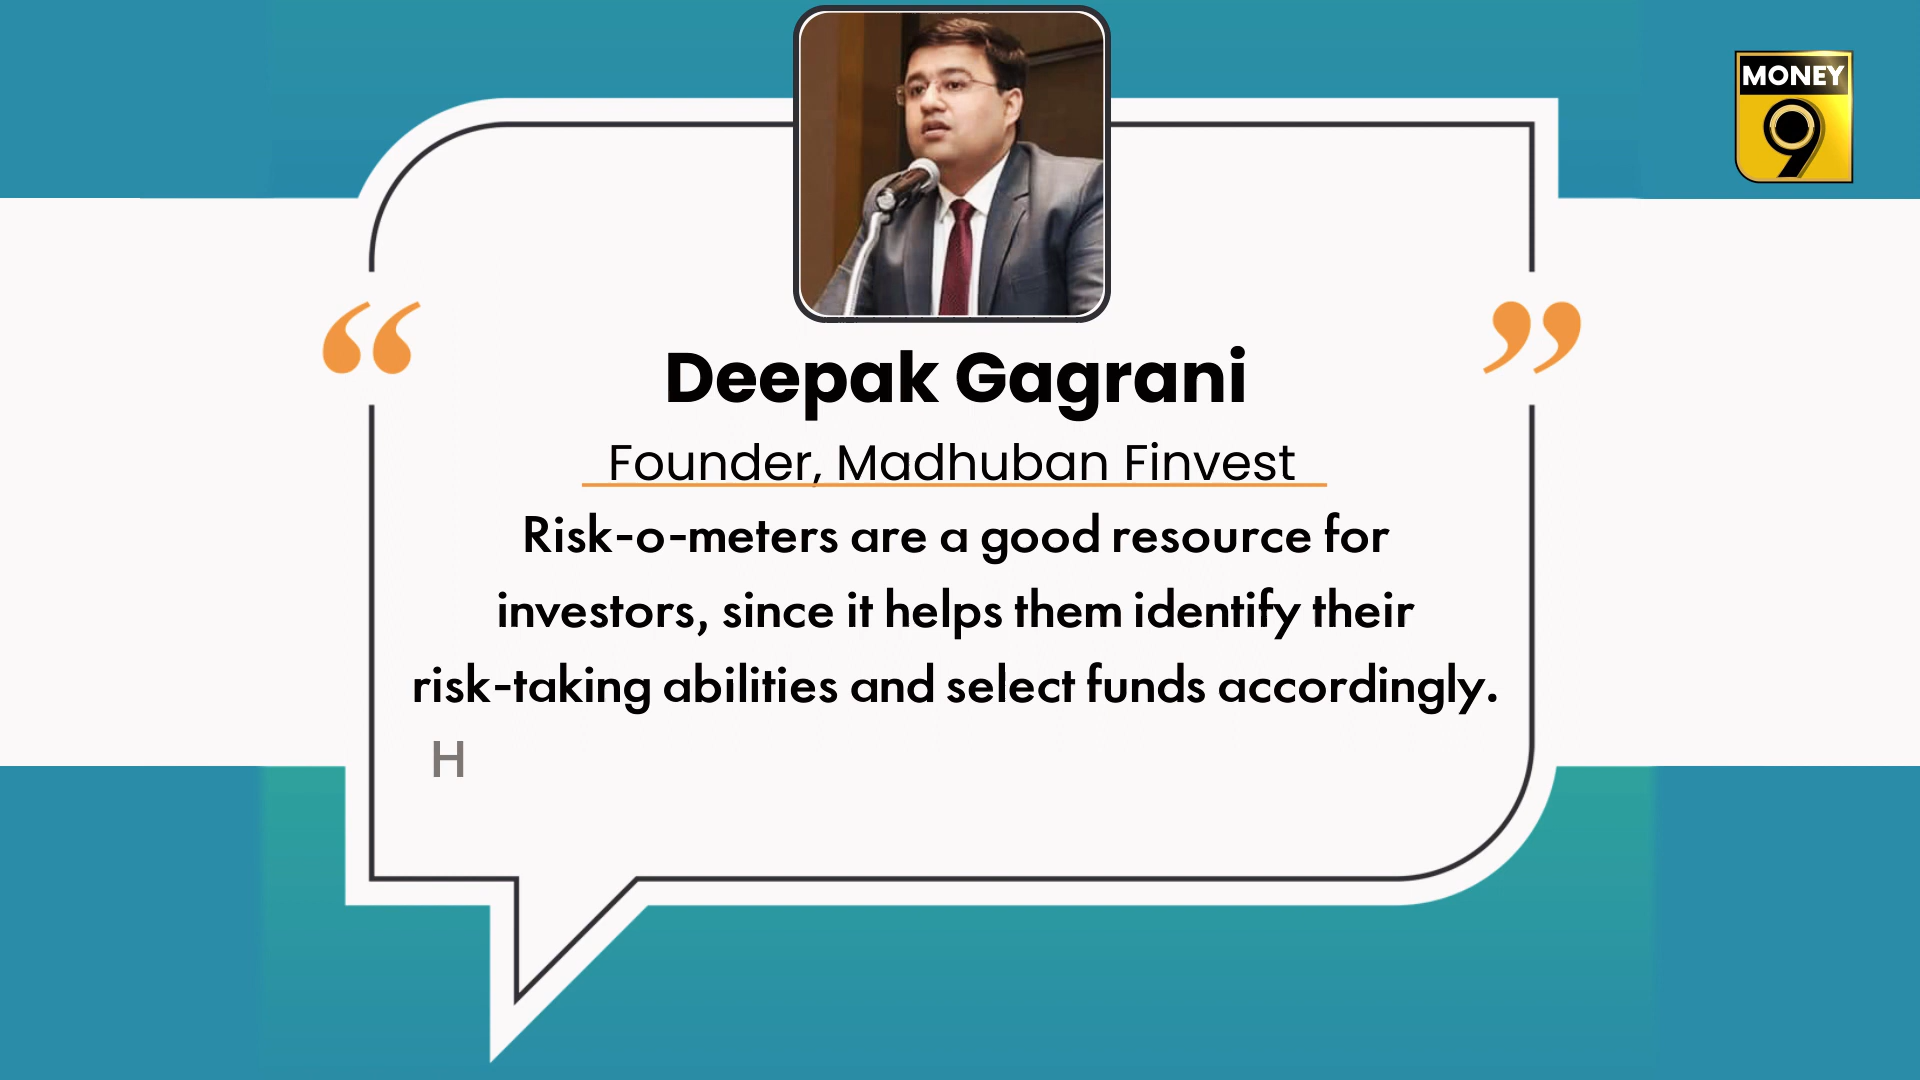 MONEY
9
“ ”
Deepak Gagrani
Founder, Madhuban Finvest
Risk-o-meters are a good resource for
investors, since it helps them identify their
risk-taking abilities and select funds accordingly.
H